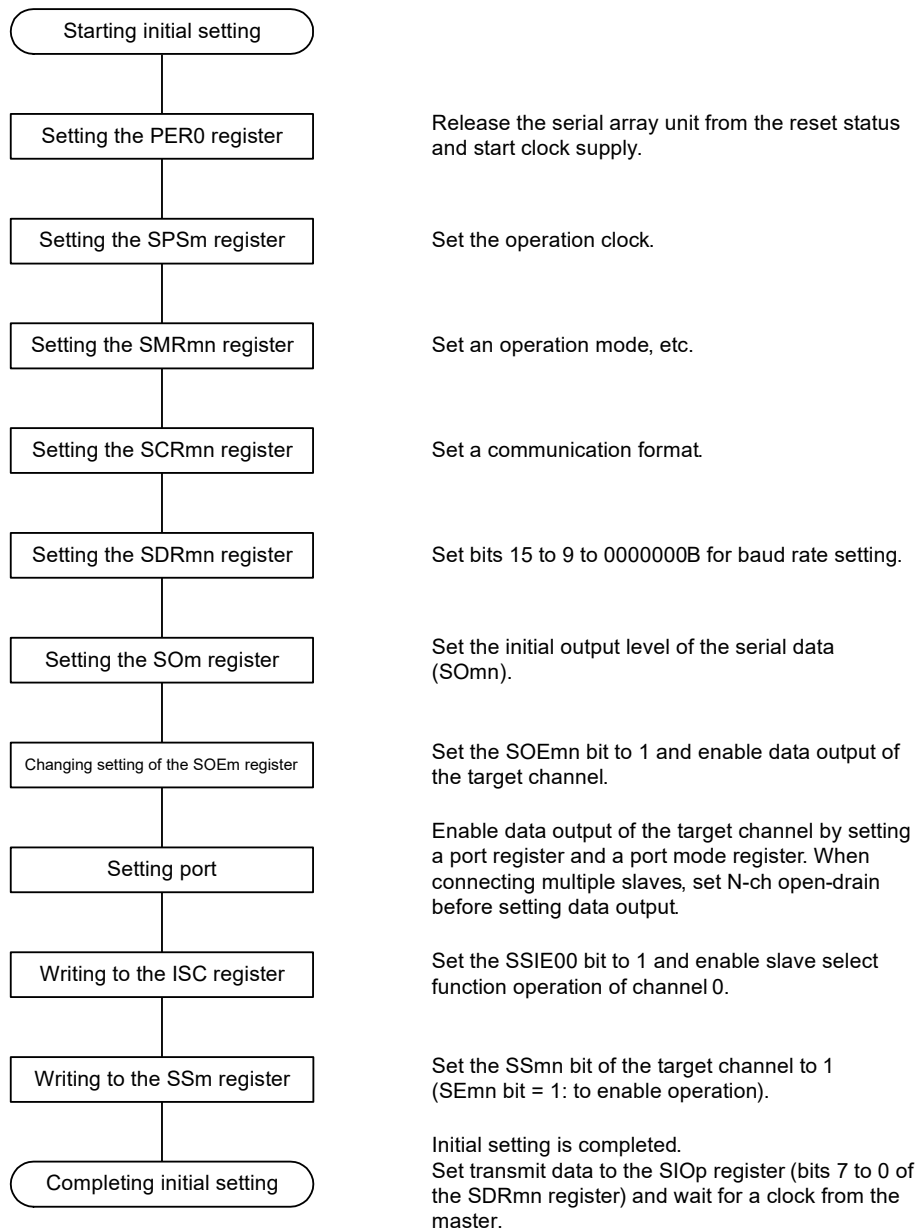 Starting initial setting
Setting the PER0 register
Release the serial array unit from the reset status
and start clock supply.
Setting the SPSm register
Set the operation clock.
Setting the SMRmn register
Set an operation mode, etc.
Setting the SCRmn register
Set a communication format.
Setting the SDRmn register
Set bits 15 to 9 to 0000000B for baud rate setting.
Setting the SOm register
Set the initial output level of the serial data
(SOmn).
Changing setting of the SOEm register
Set the SOEmn bit to 1 and enable data output of
the target channel.
Setting port
Enable data output of the target channel by setting
a port register and a port mode register. When
connecting multiple slaves, set N-ch open-drain
before setting data output.
Writing to the ISC register
Set the SSIE00 bit to 1 and enable slave select
function operation of channel 0.
Writing to the SSm register
Set the SSmn bit of the target channel to 1
(SEmn bit = 1: to enable operation).
Completing initial setting
Initial setting is completed.
Set transmit data to the SIOp register (bits 7 to 0 of
the SDRmn register) and wait for a clock from the
master.